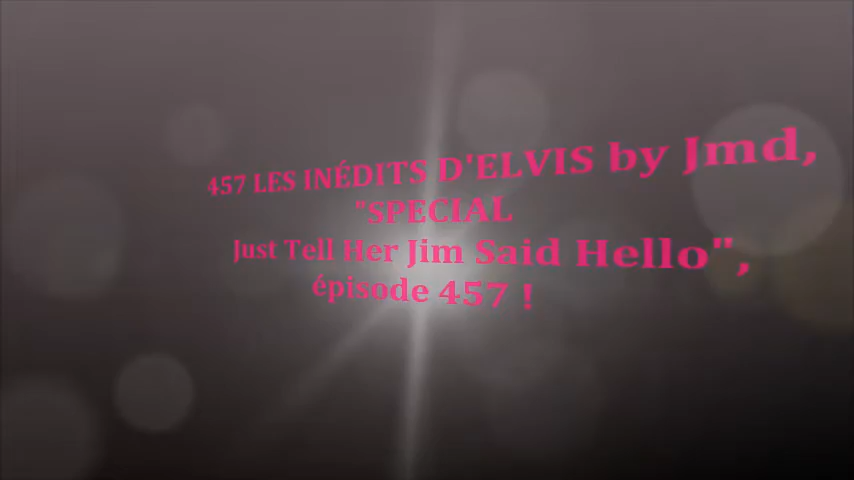 457 LES INÉDITS D'ELVIS by Jmd,
"SPECIAL
Just Tell Her Jim Said Hello",
épisode 457 !